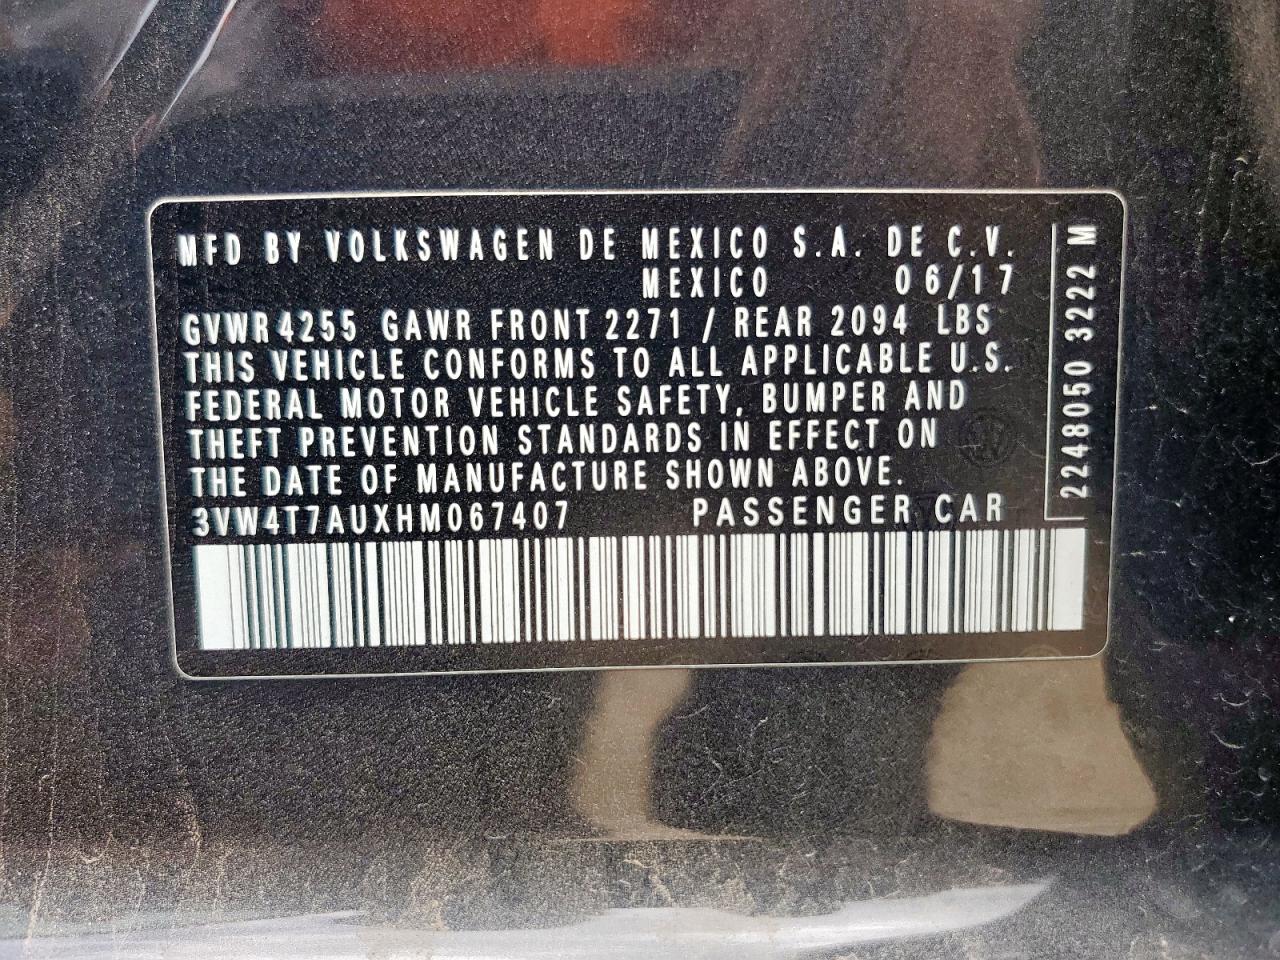 MFD BY VOLKSWAGEN DE MEXICO S.A. DE C.V.
MEXICO 06/17
GVWR 4255 GAWR FRONT 2271 / REAR 2094 LBS
THIS VEHICLE CONFORMS TO ALL APPLICABLE U.S.
FEDERAL MOTOR VEHICLE SAFETY, BUMPER AND
THEFT PREVENTION STANDARDS IN EFFECT ON
THE DATE OF MANUFACTURE SHOWN ABOVE.
3VW4T7AUXHM067407 PASSENGER CAR
2248050 3222 M